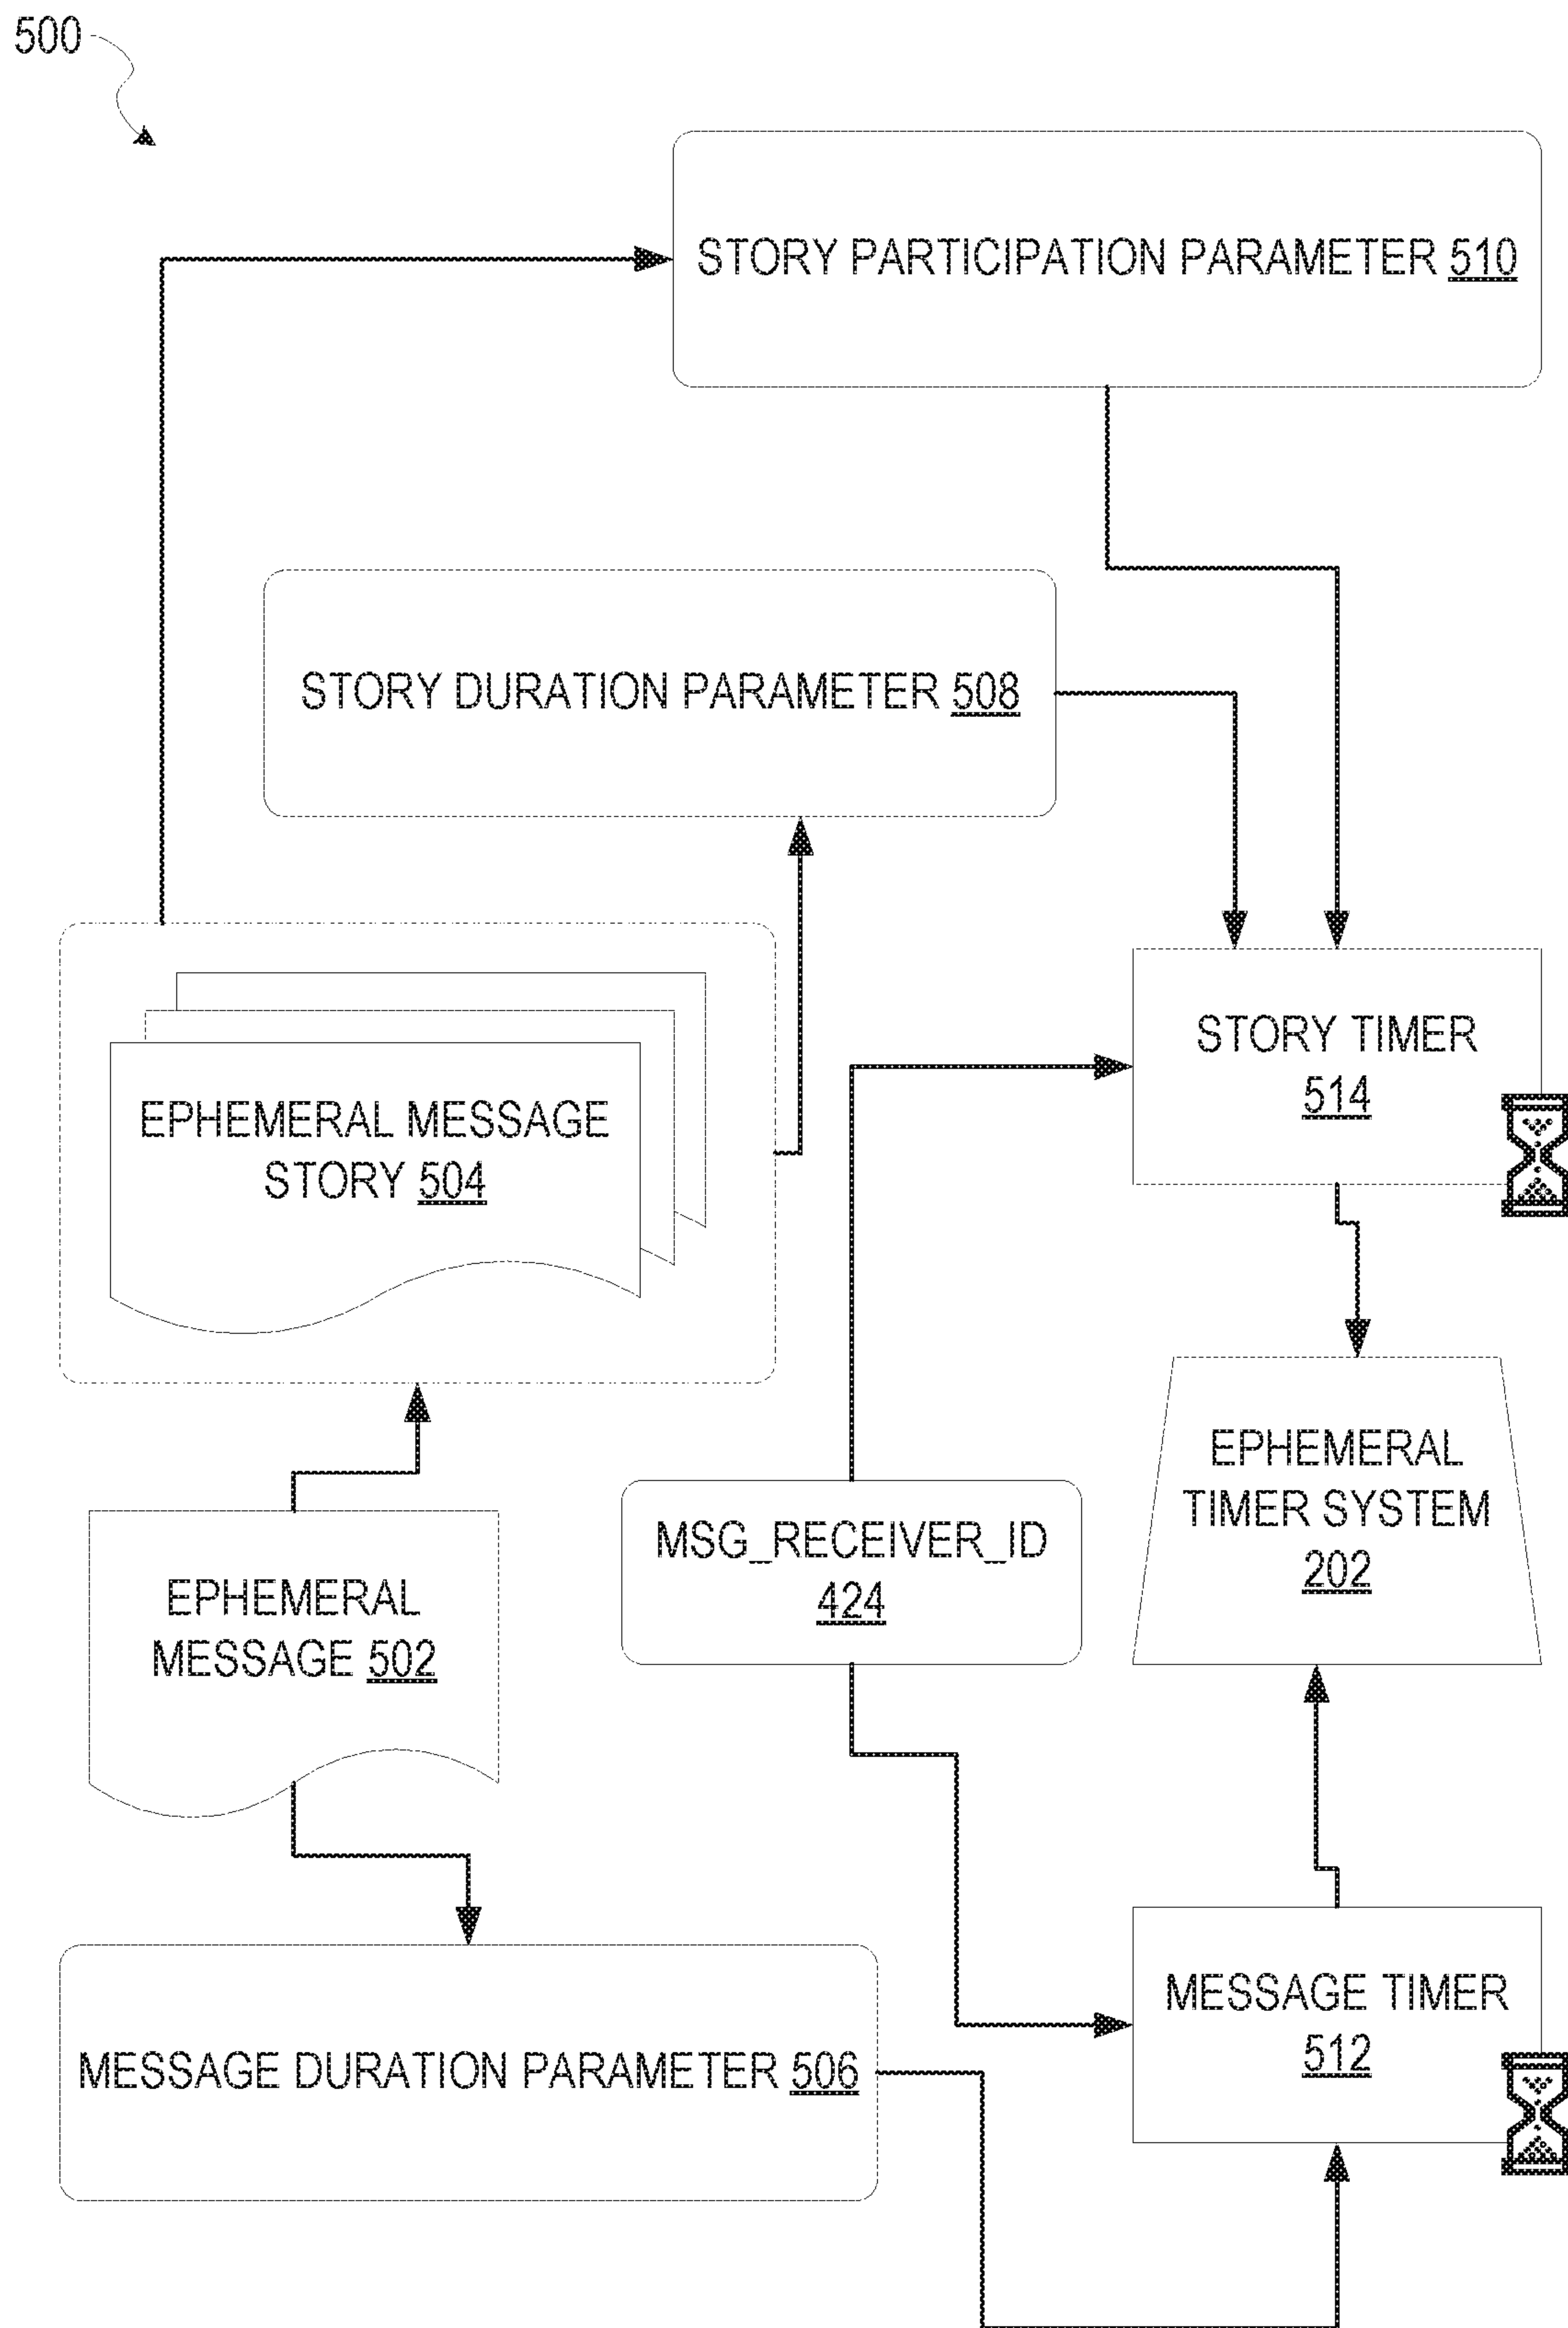 500
STORY PARTICIPATION PARAMETER 510
STORY DURATION PARAMETER 508
EPHEMERAL MESSAGE
STORY 504
STORY TIMER
514
EPHEMERAL
TIMER SYSTEM
202
MSG_RECEIVER_ID
424
EPHEMERAL
MESSAGE 502
MESSAGE TIMER
512
MESSAGE DURATION PARAMETER 506